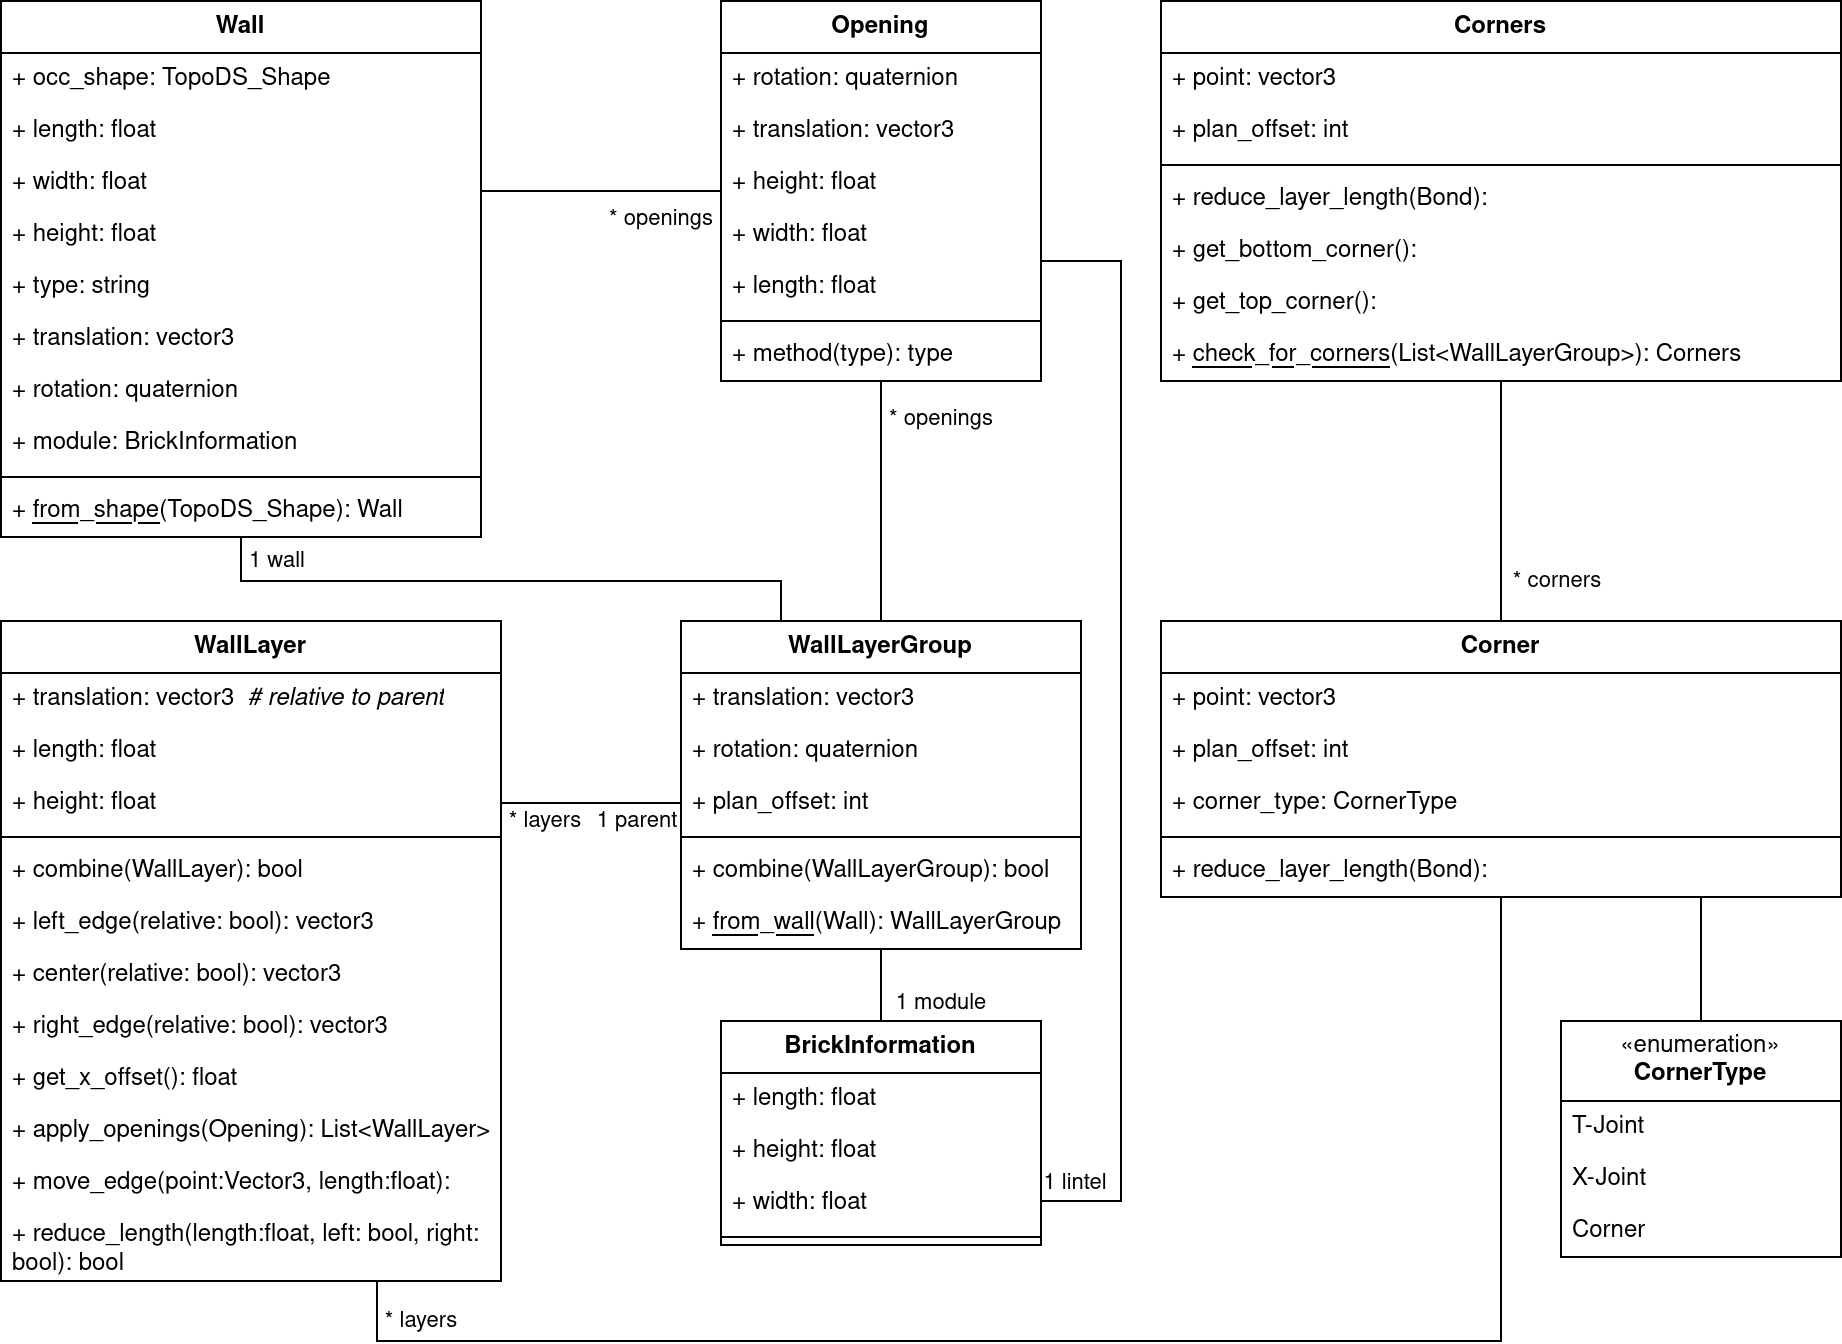 Wall
+ occ_shape: TopoDS_Shape
+ length: float
+ width: float
+ height: float
+ type: string
+ translation: vector3
+ rotation: quaternion
+ module: BrickInformation
+ from_shape(TopoDS_Shape): Wall
Opening
+ rotation: quaternion
+ translation: vector3
+ height: float
+ width: float
+ length: float
+ method(type): type
Corners
+ point: vector3
+ plan_offset: int
+ reduce_layer_length(Bond):
+ get_bottom_corner():
+ get_top_corner():
+ check_for_corners(List<WallLayerGroup>): Corners
* openings
* openings
1 wall
* corners
WallLayer
+ translation: vector3 # relative to parent
+ length: float
+ height: float
+ combine(WallLayer): bool
+ left_edge(relative: bool): vector3
+ center(relative: bool): vector3
+ right_edge(relative: bool): vector3
+ get_x_offset(): float
+ apply_openings(Opening): List<WallLayer>
+ move_edge(point:Vector3, length:float):
+ reduce_length(length:float, left: bool, right:
bool): bool
* layers
1 parent
WallLayerGroup
+ translation: vector3
+ rotation: quaternion
+ plan_offset: int
+ combine(WallLayerGroup): bool
+ from_wall(Wall): WallLayerGroup
1 module
BrickInformation
+ length: float
+ height: float
+ width: float
1 lintel
Corner
+ point: vector3
+ plan_offset: int
+ corner_type: CornerType
+ reduce_layer_length(Bond):
«enumeration»
CornerType
T-Joint
X-Joint
Corner
* layers